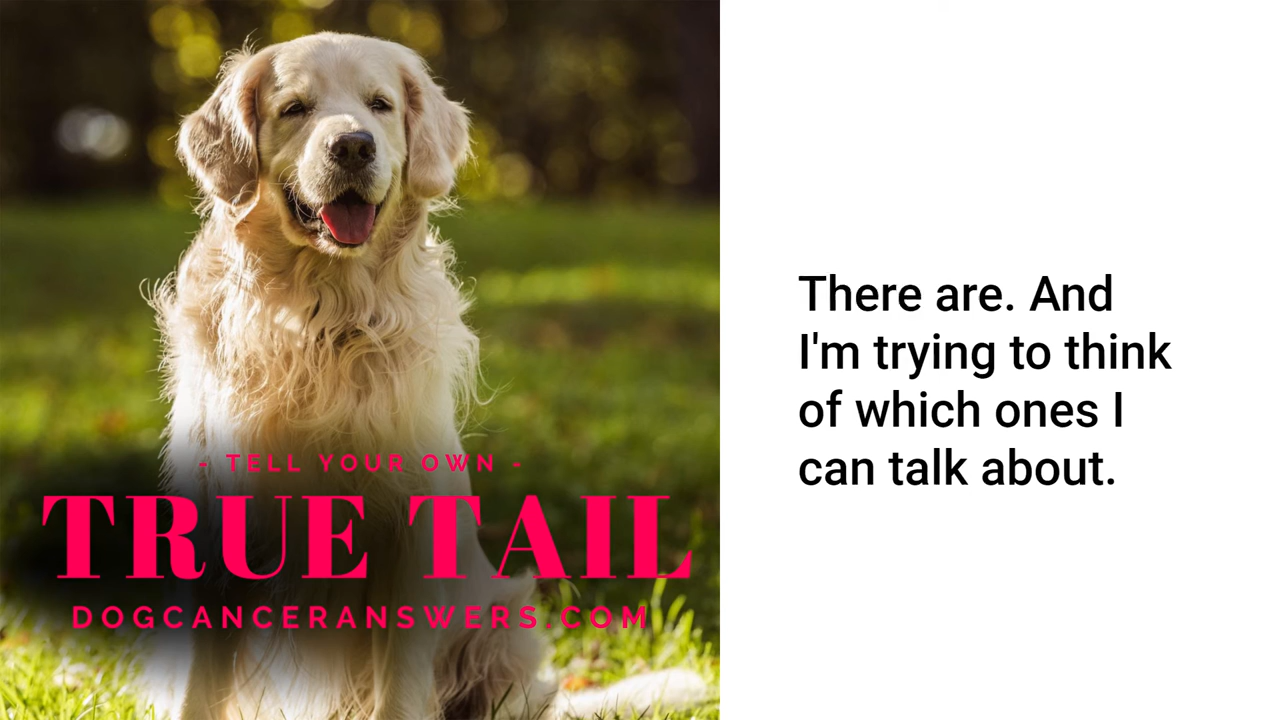 - TELL YOUR OWN -
TRUE TAIL
DOGCANCERANSWERS.COM
There are. And
I'm trying to think
of which ones I
can talk about.